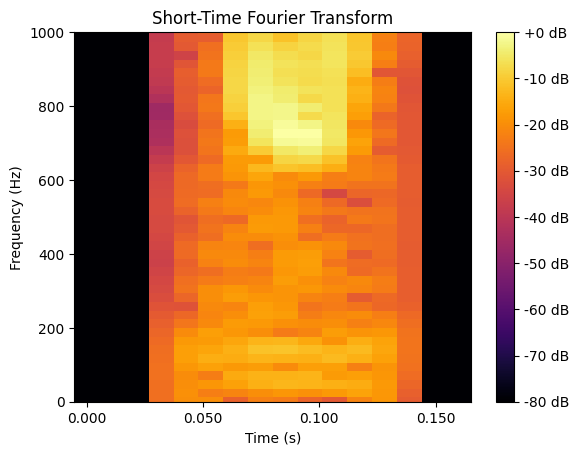 Short-Time Fourier Transform
1000
800
600
400
200
0
Frequency (Hz)
0.000
0.050
0.100
0.150
Time (s)
+0 dB
-10 dB
-20 dB
-30 dB
-40 dB
-50 dB
-60 dB
-70 dB
-80 dB